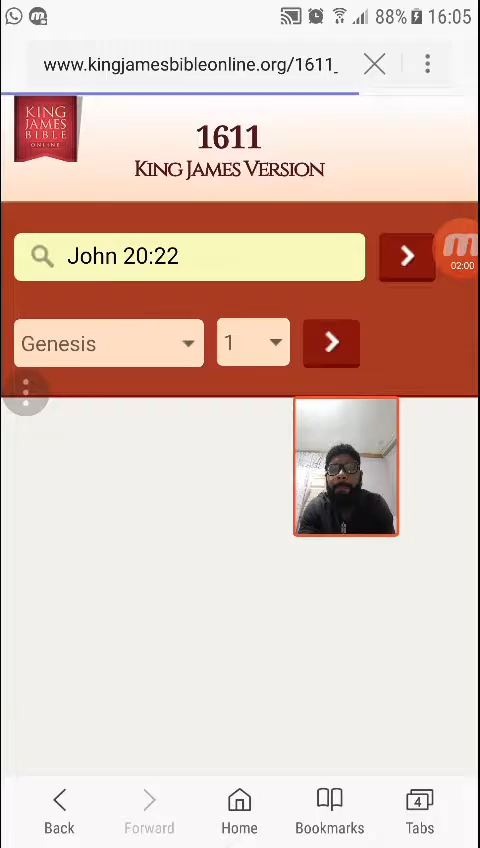 88% 16:05
www.kingjamesbibleonline.org/1611_
KING
JAMES
BIBLE
ONLINE
1611
KING JAMES VERSION
John 20:22
02:00
Genesis
1
Back
Forward
Home
Bookmarks
4
Tabs